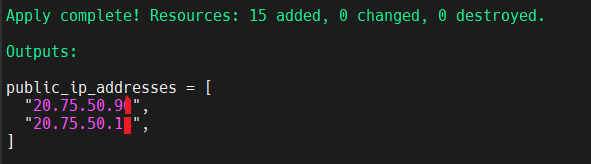 Apply complete! Resources: 15 added, 0 changed, 0 destroyed.
Outputs:
public_ip_addresses = [
"20.75.50.9",
"20.75.50.1",
]